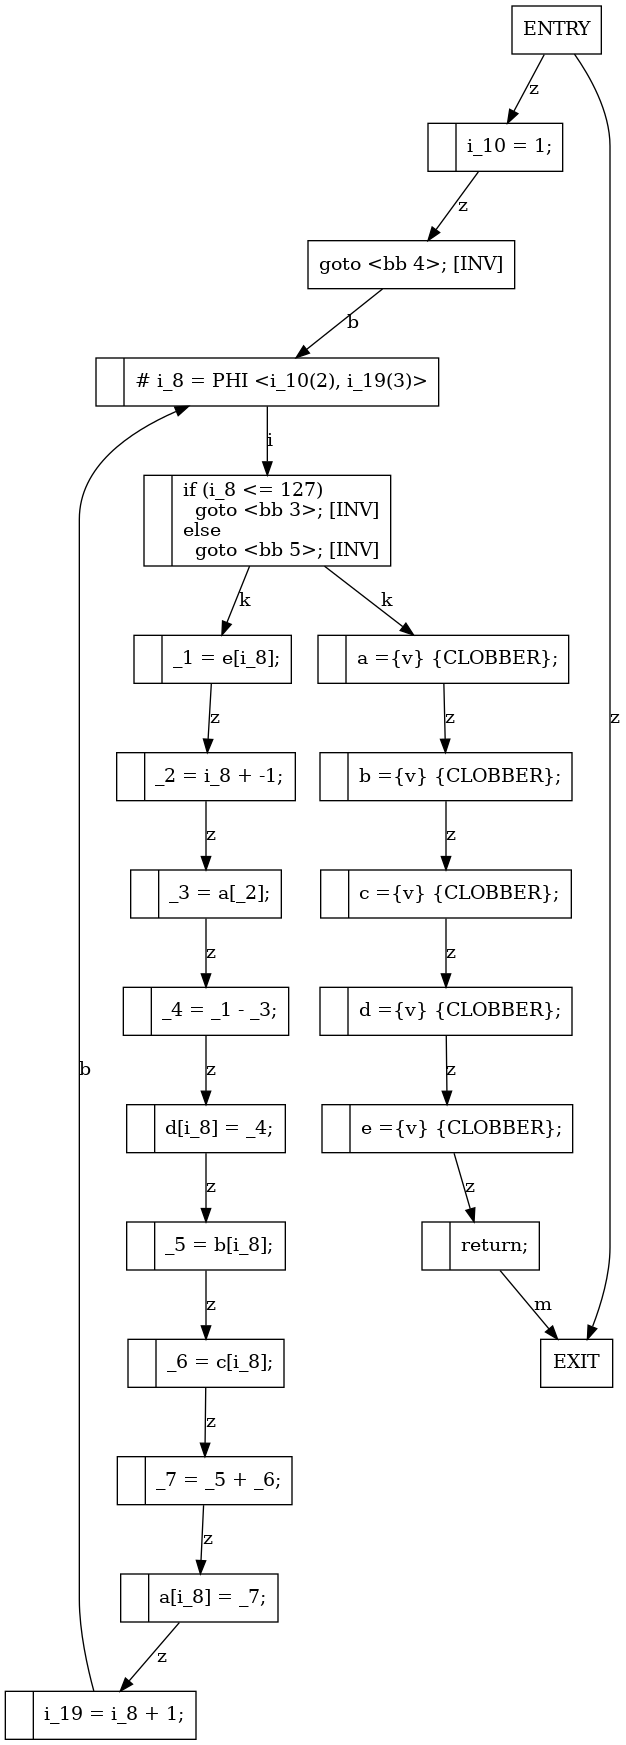 ENTRY
z
i_10 = 1;
z
goto <bb 4>; [INV]
b
# i_8 = PHI <i_10(2), i_19(3)>
i
if (i_8 <= 127)
goto <bb 3>; [INV]
else
goto <bb 5>; [INV]
k
k
_1 = e[i_8];
a ={v} {CLOBBER};
z
z
z
_2 = i_8 + -1;
b ={v} {CLOBBER};
z
z
_3 = a[_2];
c ={v} {CLOBBER};
z
z
_4 = _1 - _3;
d ={v} {CLOBBER};
b
z
z
d[i_8] = _4;
e ={v} {CLOBBER};
z
z
_5 = b[i_8];
return;
z
m
_6 = c[i_8];
EXIT
z
_7 = _5 + _6;
z
a[i_8] = _7;
z
i_19 = i_8 + 1;